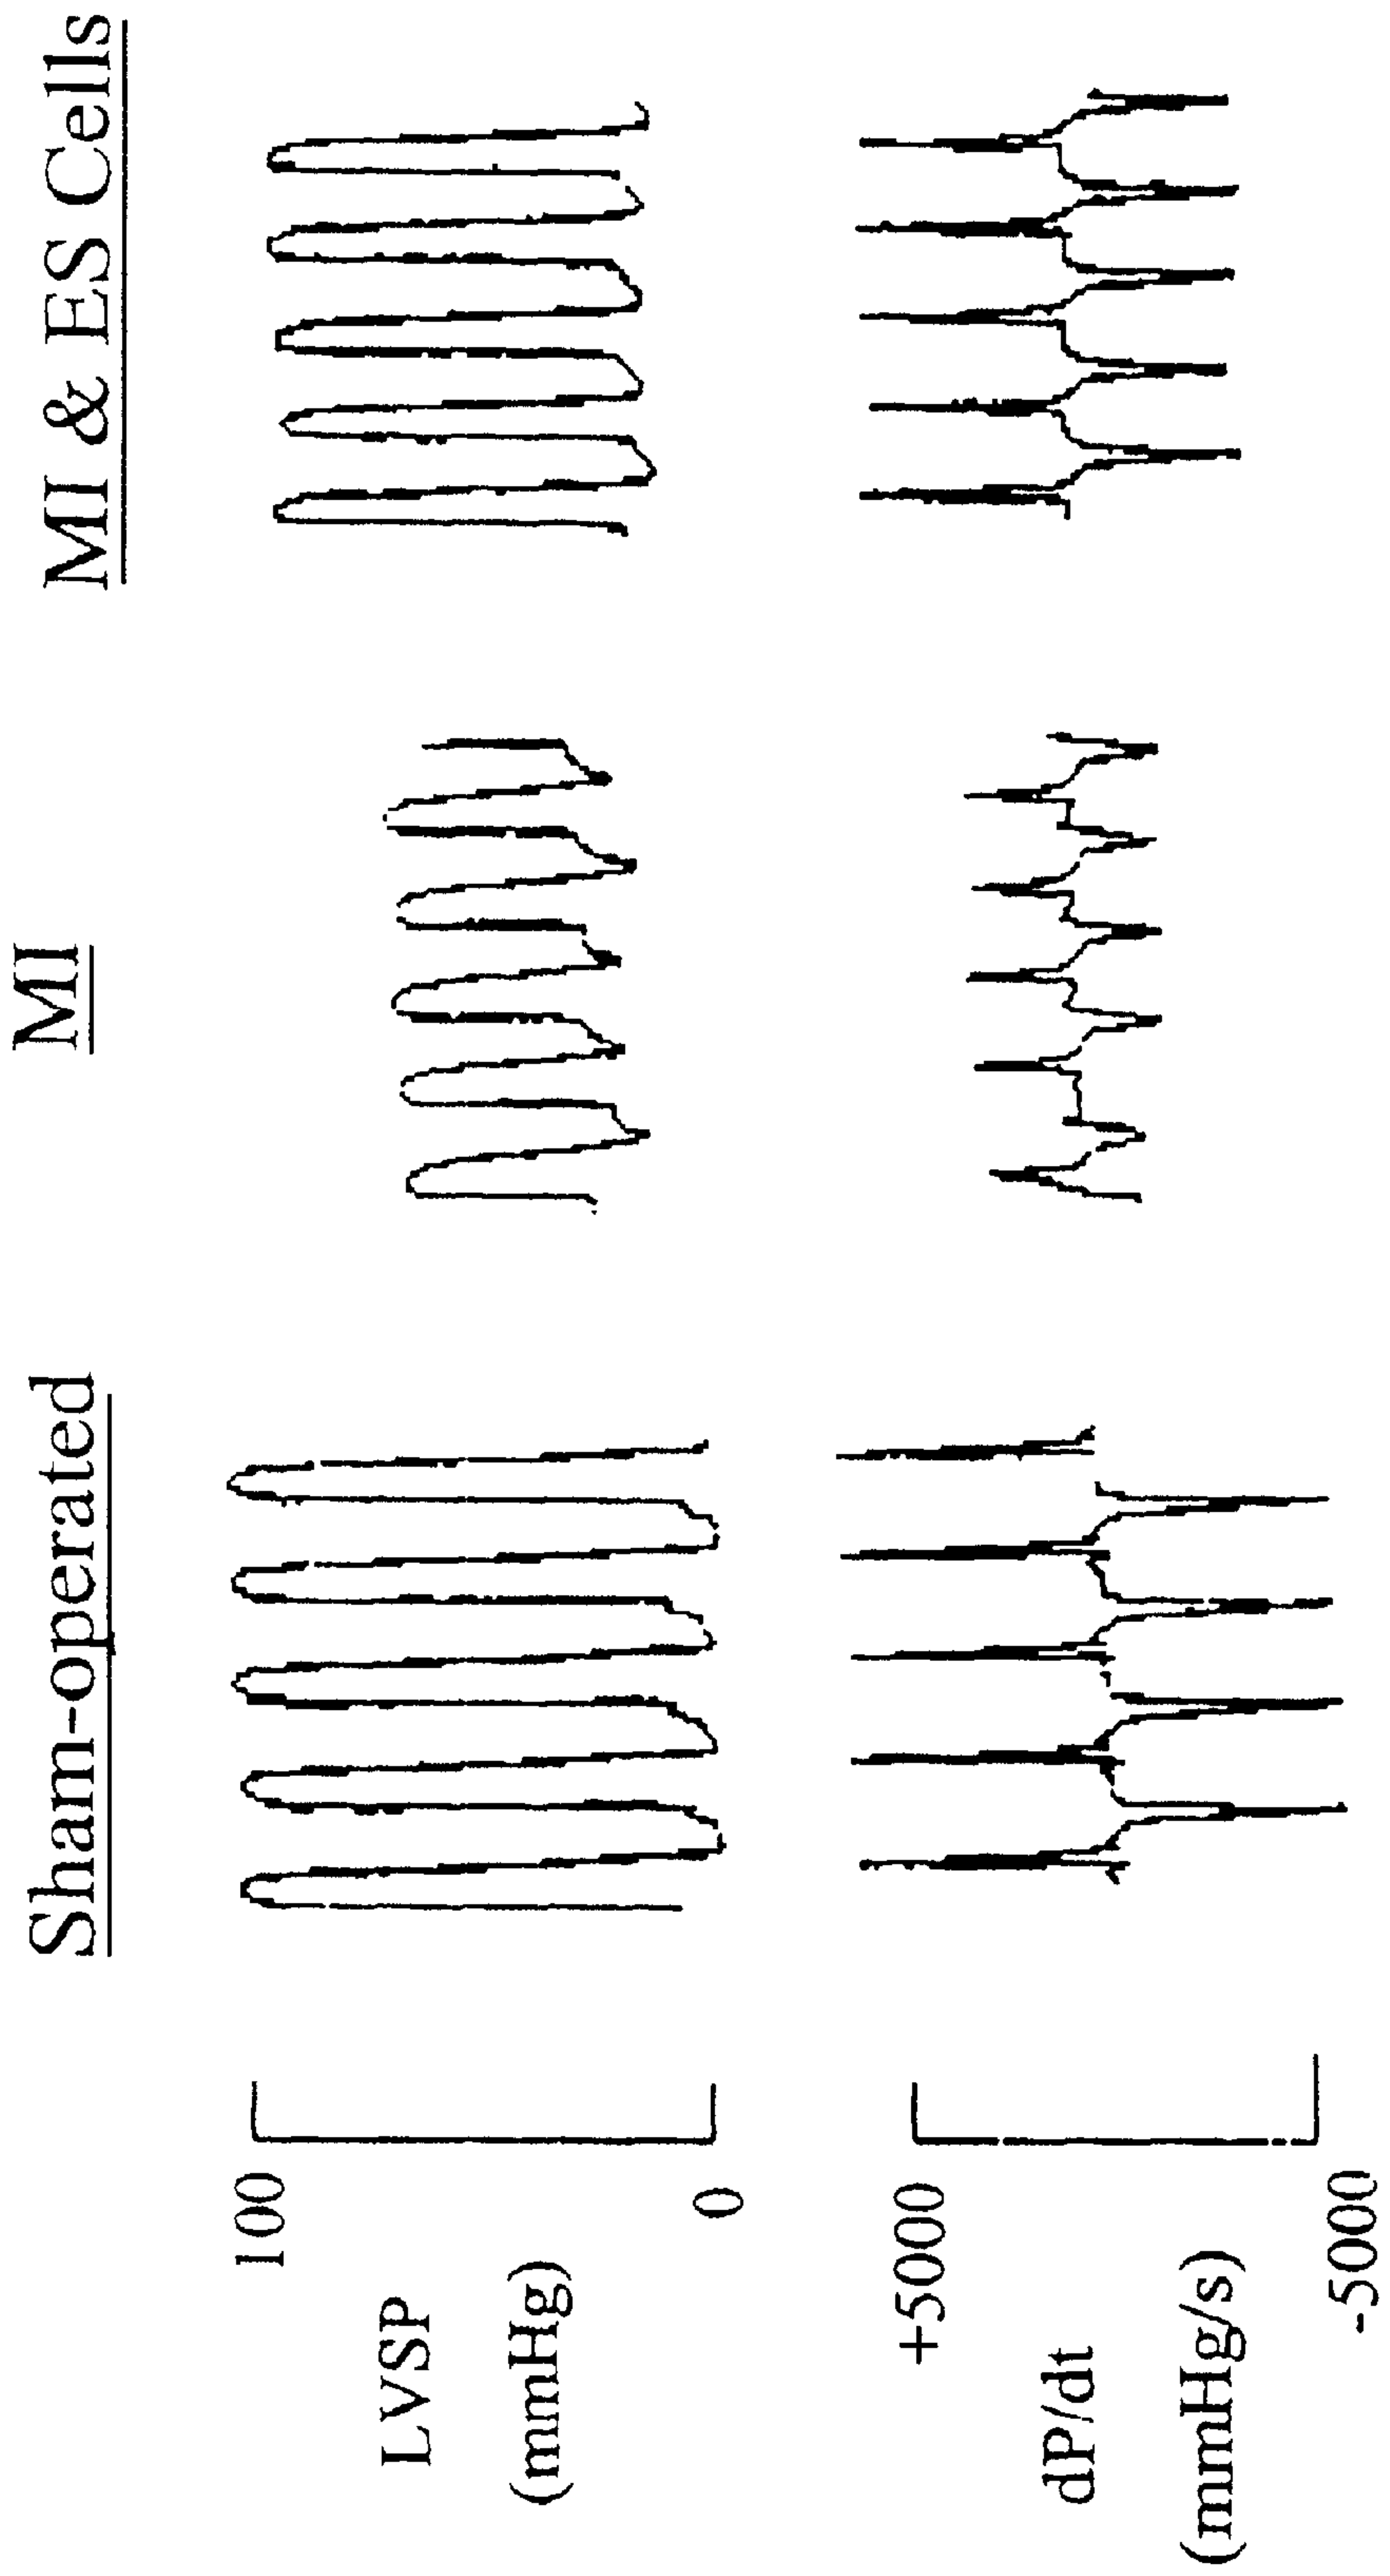 Sham-operated
MI
MI & ES Cells
100
LVSP
(mmHg)
0
+5000
dP/dt
(mmHg/s)
-5000